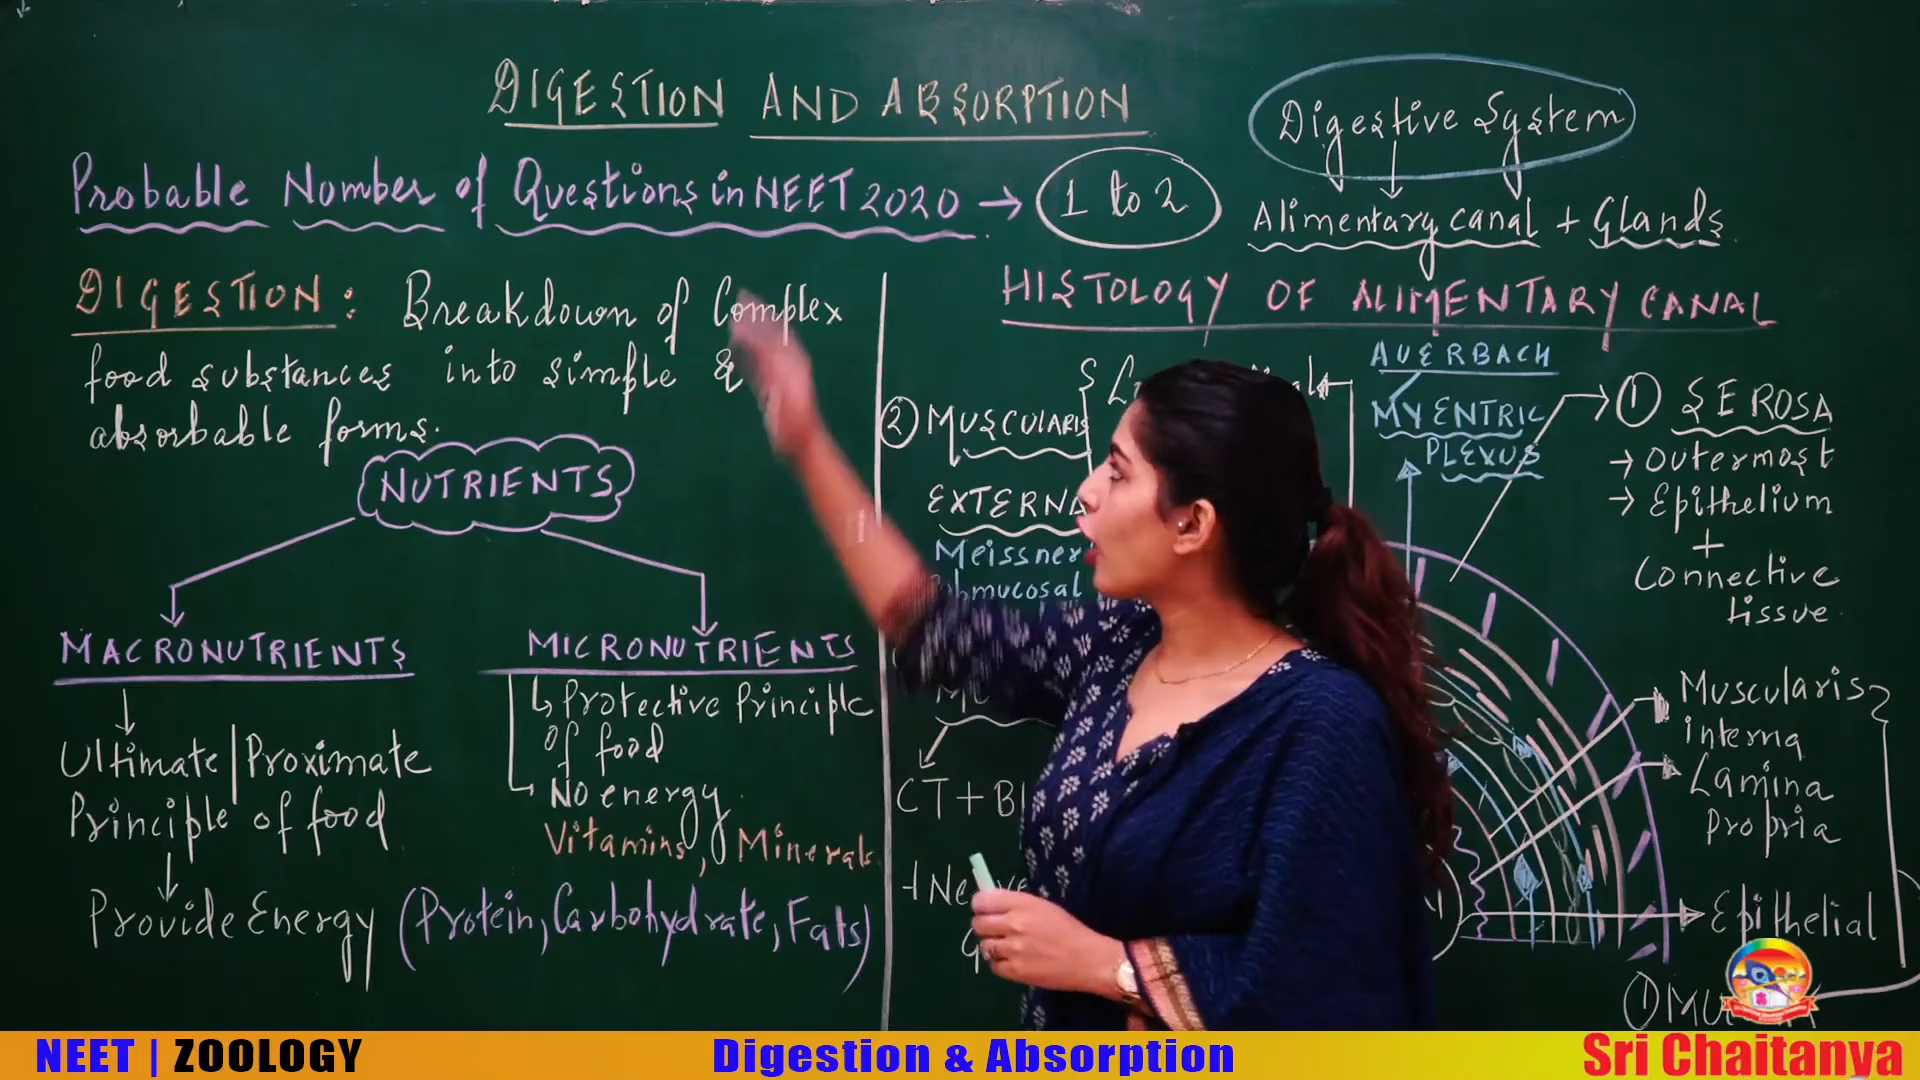 DIGESTION AND ABSORPTION
Probable Number of Questions in NEET 2020 → 1 to 2
DIGESTION : Breakdown of Complex
food substances into simple &
absorbable forms.
NUTRIENTS
MACRONUTRIENTS
Ultimate/Proximate
Principle of food
Provide Energy (Protein, Carbohydrate, Fats)
MICRONUTRIENTS
Protective Principle
of food
No energy.
Vitamins, Minerals
Digestive System
Alimentary canal + Glands
HISTOLOGY OF ALIMENTARY CANAL
② MUSCULARIS
EXTERNA
Meissner
CT + Bl
AUERBACH
MYENTRIC
PLEXUS
① SEROSA
→ Outermost
→ Epithelium
+
Connective
tissue
Muscularis
interna
Lamina
Propria
Epithelial
NEET | ZOOLOGY
Digestion & Absorption
Sri Chaitanya